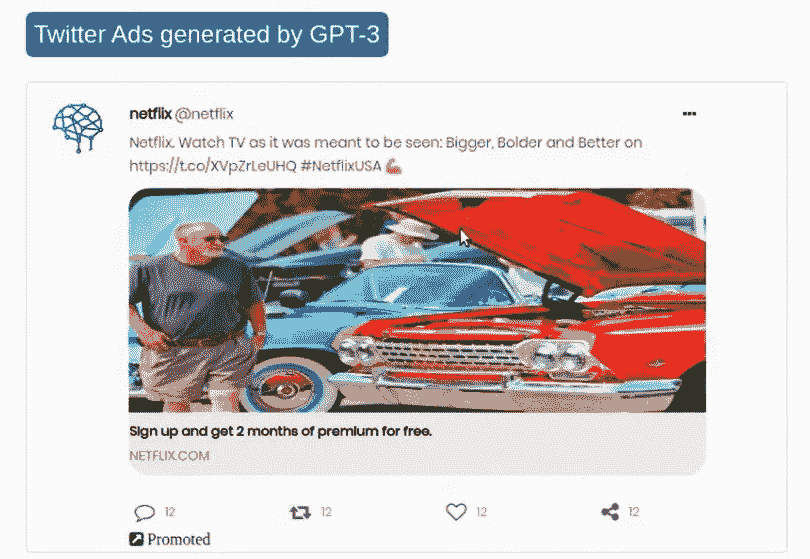 Twitter Ads generated by GPT-3
netflix @netflix
Netflix. Watch TV as it was meant to be seen: Bigger, Bolder and Better on
https://t.co/XVpZrLeUHQ #NetflixUSA 💪
Sign up and get 2 months of premium for free.
NETFLIX.COM
12 12 12 12
Promoted